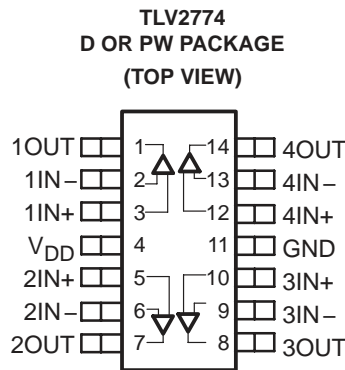 TLV2774
D OR PW PACKAGE
(TOP VIEW)
1OUT 1 14 4OUT
1IN− 2 13 4IN−
1IN+ 3 12 4IN+
VDD 4 11 GND
2IN+ 5 10 3IN+
2IN− 6 9 3IN−
2OUT 7 8 3OUT